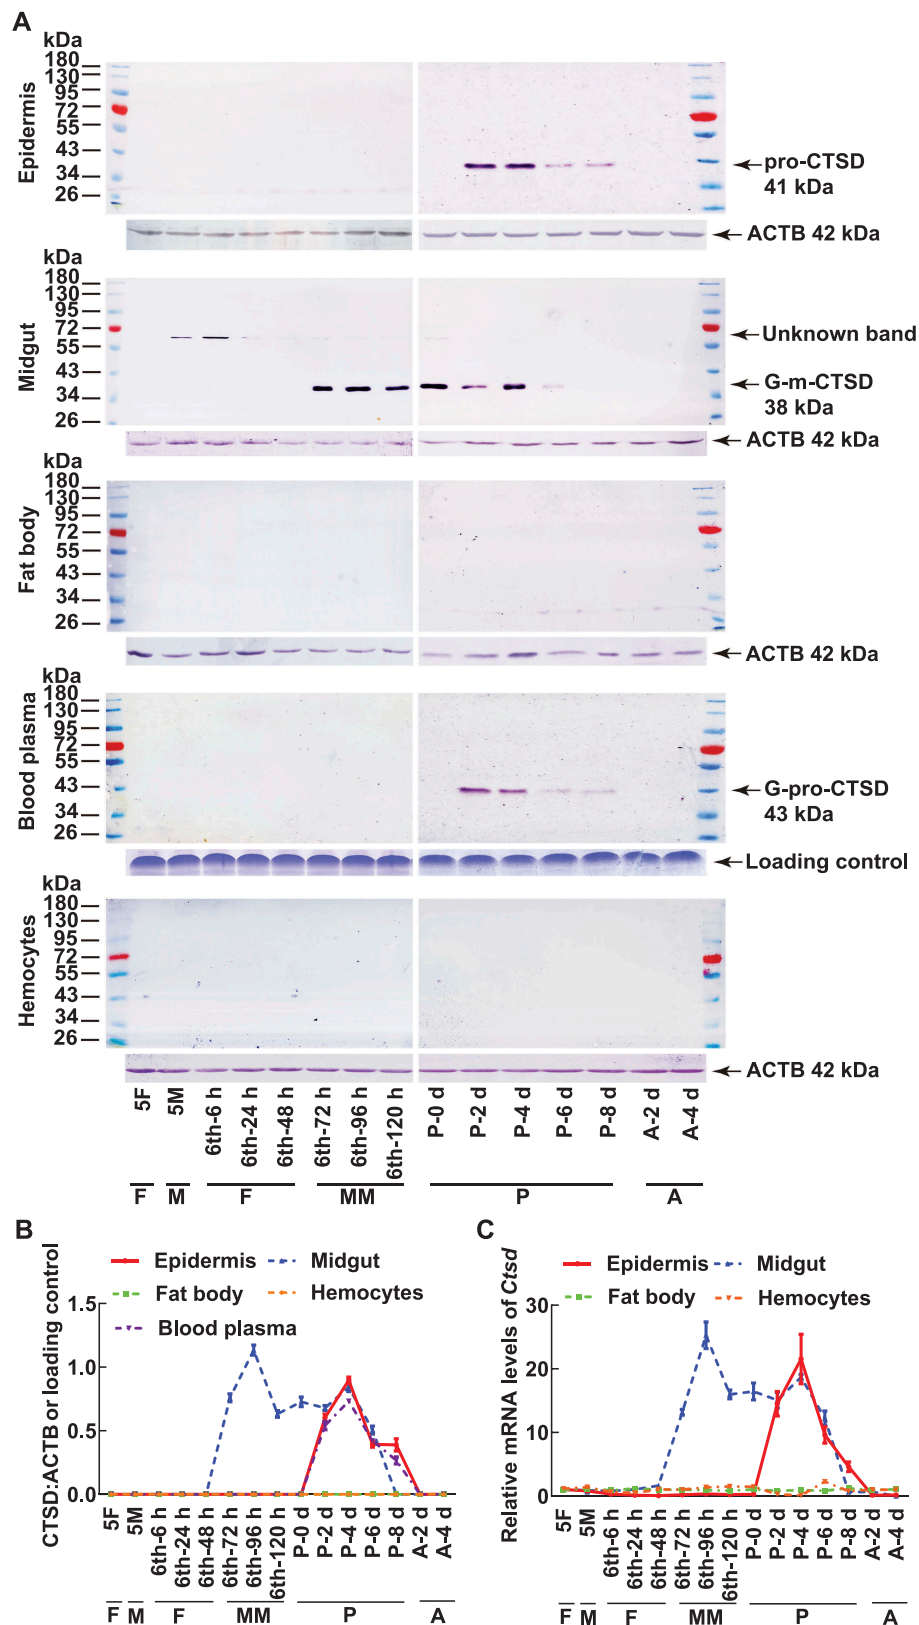 A
kDa
180
130
95
72
55
43
34
26
Epidermis
pro-CTSD
41 kDa
ACTB 42 kDa
kDa
180
130
95
72
55
43
34
26
Midgut
Unknown band
G-m-CTSD
38 kDa
ACTB 42 kDa
kDa
180
130
95
72
55
43
34
26
Fat body
ACTB 42 kDa
kDa
180
130
95
72
55
43
34
26
Blood plasma
G-pro-CTSD
43 kDa
Loading control
kDa
180
130
95
72
55
43
34
26
Hemocytes
ACTB 42 kDa
5F 5M 6th-6 h 6th-24 h 6th-48 h 6th-72 h 6th-96 h 6th-120 h P-0 d P-2 d P-4 d P-6 d P-8 d A-2 d A-4 d
F M F MM P A
B
Epidermis Midgut
Fat body Hemocytes
Blood plasma
CTSD:ACTB or loading control
1.5
1.0
0.5
0.0
5F 5M 6th-6 h 6th-24 h 6th-48 h 6th-72 h 6th-96 h 6th-120 h P-0 d P-2 d P-4 d P-6 d P-8 d A-2 d A-4 d
F M F MM P A
C
Epidermis Midgut
Fat body Hemocytes
Relative mRNA levels of Ctsd
30
20
10
0
5F 5M 6th-6 h 6th-24 h 6th-48 h 6th-72 h 6th-96 h 6th-120 h P-0 d P-2 d P-4 d P-6 d P-8 d A-2 d A-4 d
F M F MM P A